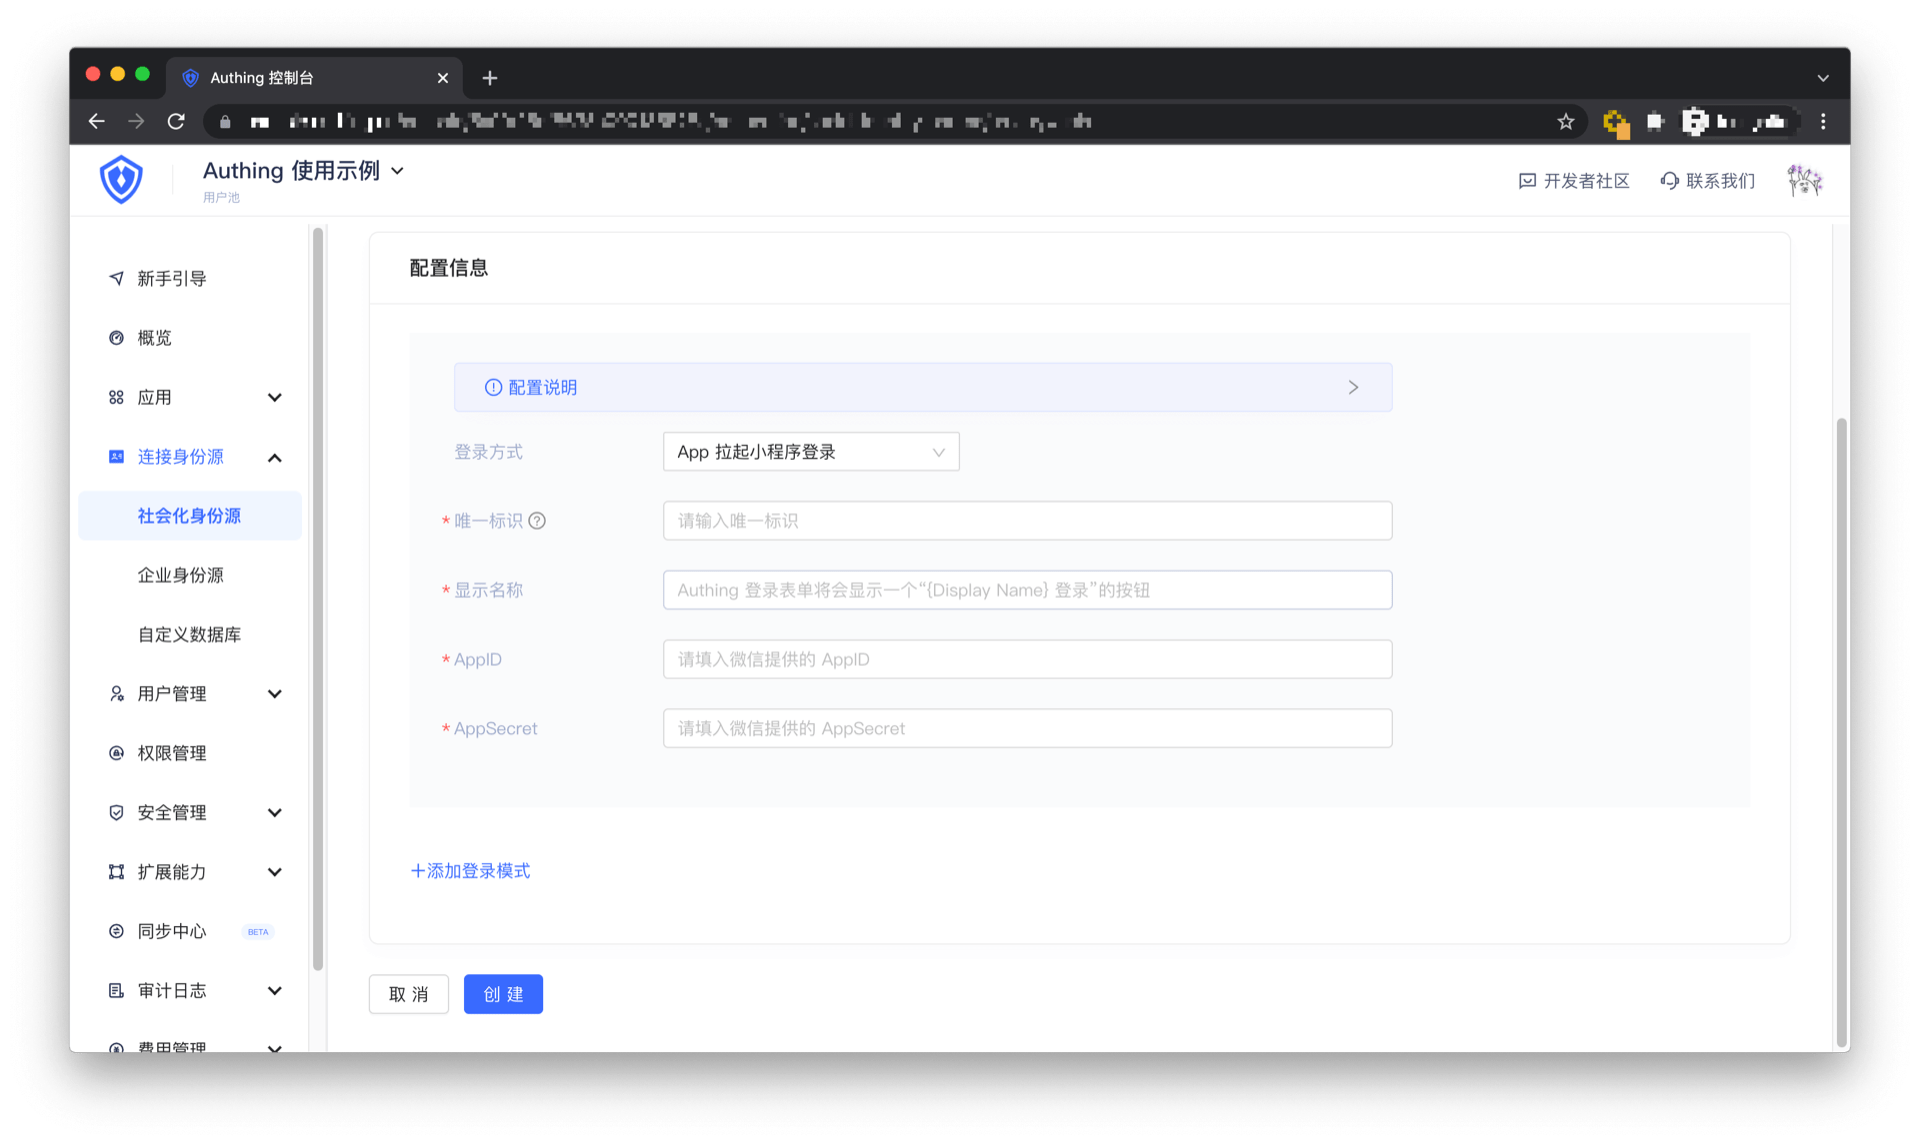 Authing 控制台
Authing 使用示例
用户池
开发者社区
联系我们
新手引导
概览
应用
连接身份源
社会化身份源
企业身份源
自定义数据库
用户管理
权限管理
安全管理
扩展能力
同步中心 BETA
审计日志
费用管理
配置信息
配置说明
登录方式 App 拉起小程序登录
* 唯一标识 请输入唯一标识
* 显示名称 Authing 登录表单将会显示一个“{Display Name} 登录”的按钮
* AppID 请填入微信提供的 AppID
* AppSecret 请填入微信提供的 AppSecret
+添加登录模式
取 消
创 建